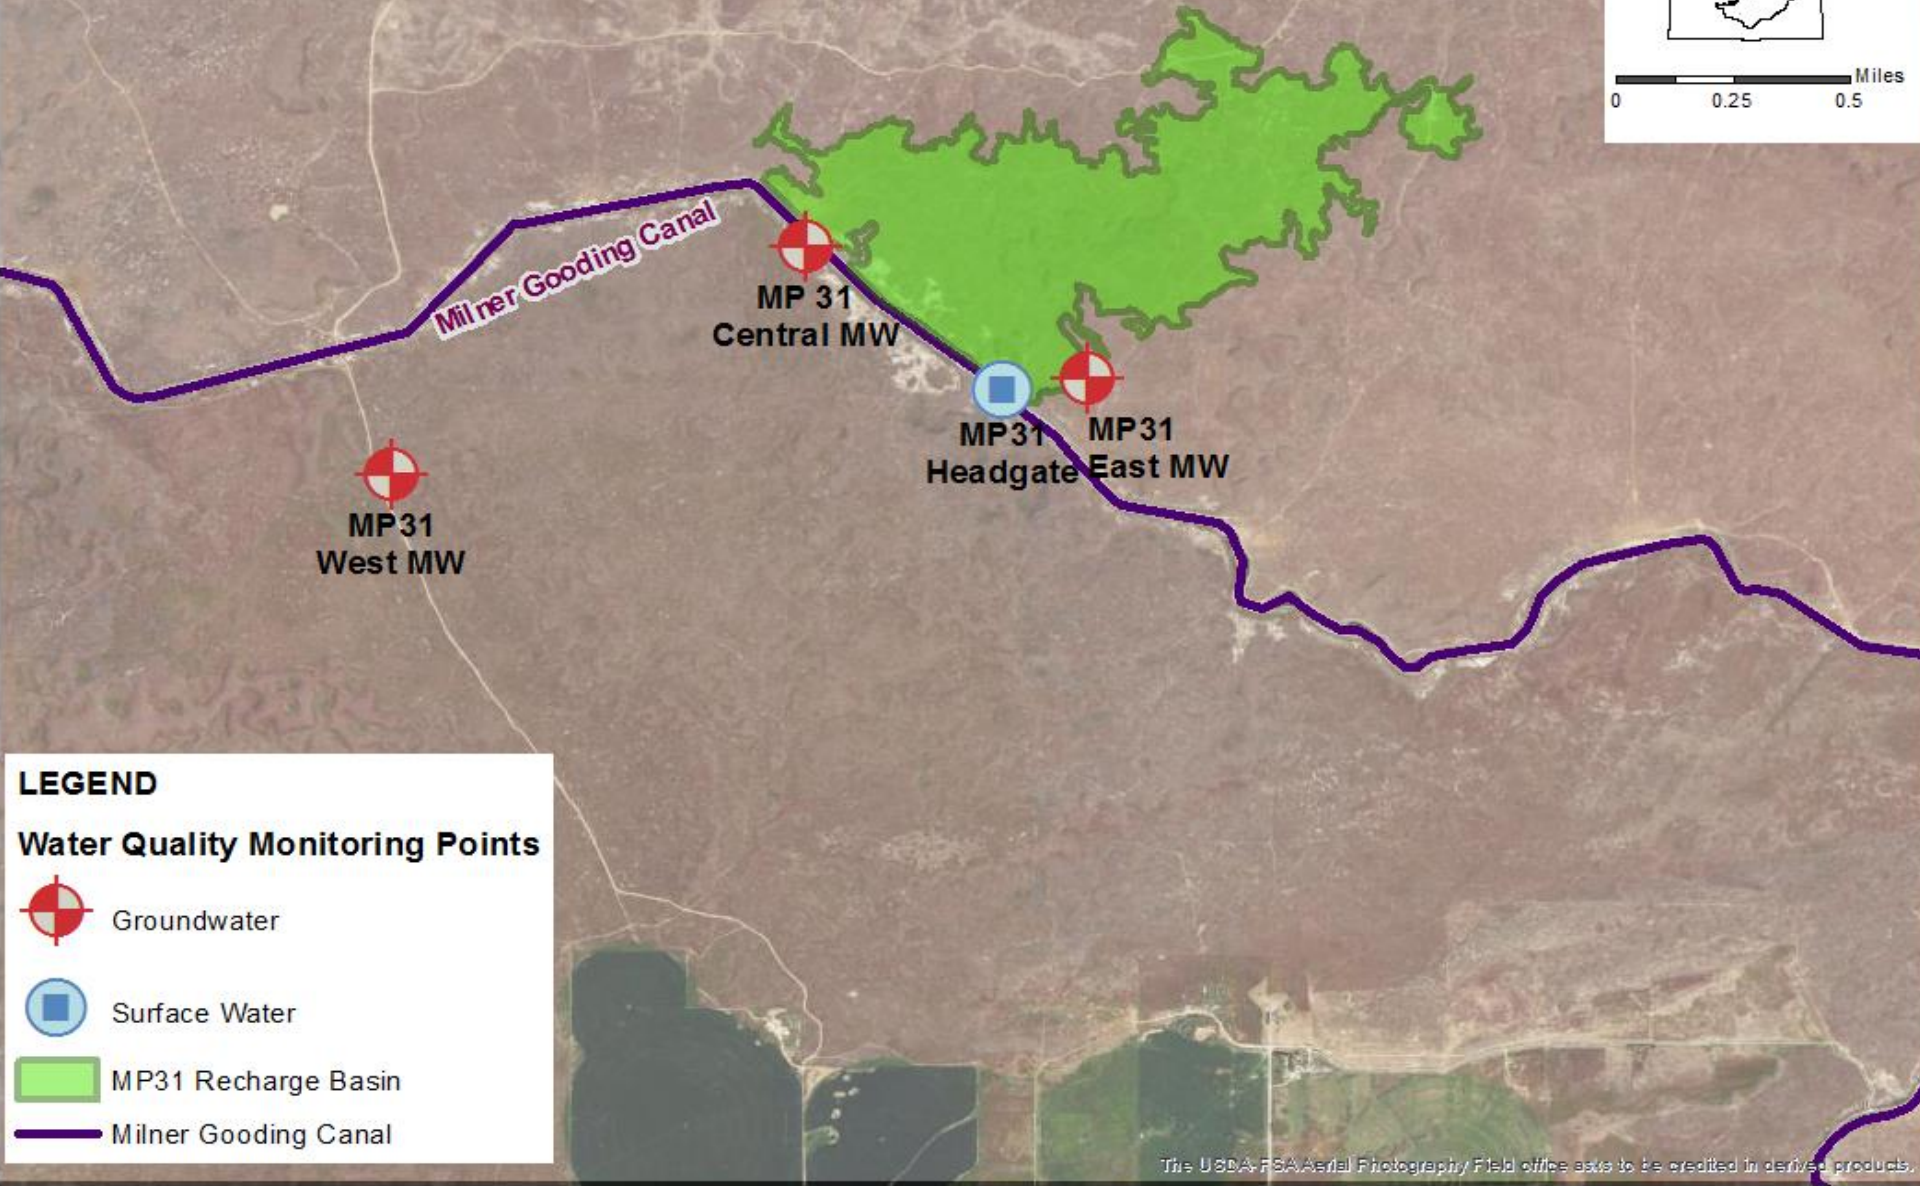 Miles
0 0.25 0.5
Milner Gooding Canal
MP 31
Central MW
MP31
Headgate
MP31
East MW
MP31
West MW
LEGEND
Water Quality Monitoring Points
Groundwater
Surface Water
MP31 Recharge Basin
Milner Gooding Canal
The USDA-FSA Aerial Photography Field office asks to be credited in derived products.